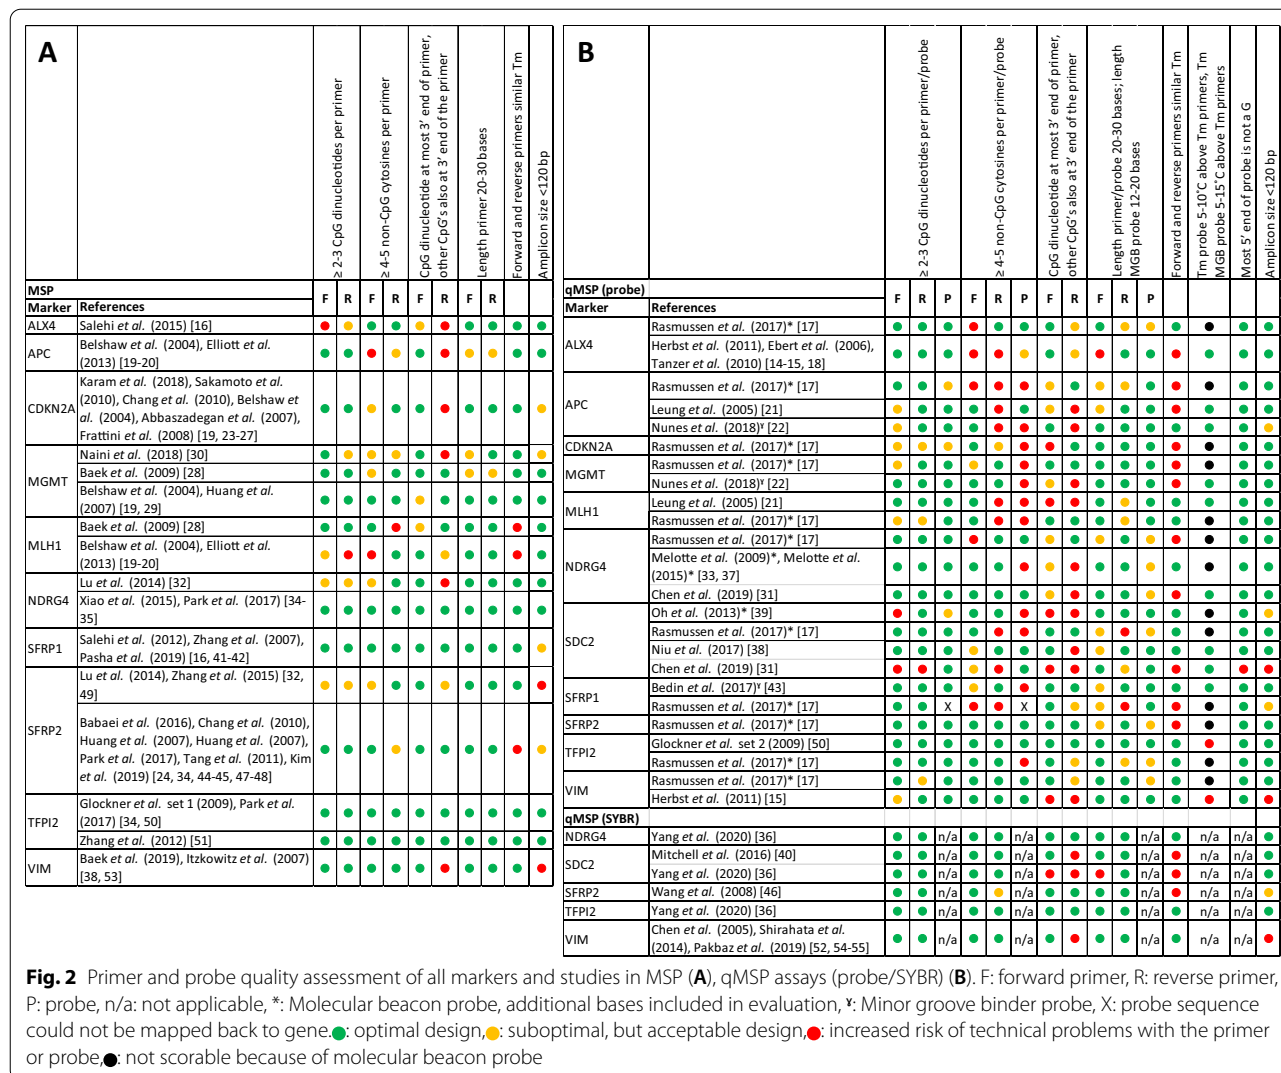 A
≥ 2-3 CpG dinucleotides per primer
≥ 4-5 non-CpG cytosines per primer
CpG dinucleotide at most 3’ end of primer,
other CpG’s also at 3’ end of the primer
Length primer 20-30 bases
Forward and reverse primers similar Tm
Amplicon size <120 bp
MSP
F R F R F R F R
Marker References
ALX4 Salehi et al. (2015) [16]
APC Belshaw et al. (2004), Elliott et al.
(2013) [19-20]
CDKN2A Karam et al. (2018), Sakamoto et al.
(2010), Chang et al. (2010), Belshaw et
al. (2004), Abbaszadegan et al. (2007),
Frattini et al. (2008) [19, 23-27]
MGMT Naini et al. (2018) [30]
Baek et al. (2009) [28]
Belshaw et al. (2004), Huang et al.
(2007) [19, 29]
MLH1 Baek et al. (2009) [28]
Belshaw et al. (2004), Elliott et al.
(2013) [19-20]
NDRG4 Lu et al. (2014) [32]
Xiao et al. (2015), Park et al. (2017) [34-
35]
SFRP1 Salehi et al. (2012), Zhang et al. (2007),
Pasha et al. (2019) [16, 41-42]
SFRP2 Lu et al. (2014), Zhang et al. (2015) [32,
49]
Babaei et al. (2016), Chang et al. (2010),
Huang et al. (2007), Huang et al. (2007),
Park et al. (2017), Tang et al. (2011), Kim
et al. (2019) [24, 34, 44-45, 47-48]
TFPI2 Glockner et al. set 1 (2009), Park et al.
(2017) [34, 50]
Zhang et al. (2012) [51]
VIM Baek et al. (2019), Itzkowitz et al. (2007)
[38, 53]
B
≥ 2-3 CpG dinucleotides per primer/probe
≥ 4-5 non-CpG cytosines per primer/probe
CpG dinucleotide at most 3’ end of primer,
other CpG’s also at 3’ end of the primer
Length primer/probe 20-30 bases; length
MGB probe 12-20 bases
Forward and reverse primers similar Tm
Tm probe 5-10˚C above Tm primers, Tm
MGB probe 5-15˚C above Tm primers
Most 5’ end of probe is not a G
Amplicon size <120 bp
qMSP (probe)
F R P F R P F R F R P
Marker References
ALX4 Rasmussen et al. (2017)* [17]
Herbst et al. (2011), Ebert et al. (2006),
Tanzer et al. (2010) [14-15, 18]
APC Rasmussen et al. (2017)* [17]
Leung et al. (2005) [21]
Nunes et al. (2018)ᵞ [22]
CDKN2A Rasmussen et al. (2017)* [17]
MGMT Rasmussen et al. (2017)* [17]
Nunes et al. (2018)ᵞ [22]
MLH1 Leung et al. (2005) [21]
Rasmussen et al. (2017)* [17]
NDRG4 Rasmussen et al. (2017)* [17]
Melotte et al. (2009)*, Melotte et al.
(2015)* [33, 37]
Chen et al. (2019) [31]
SDC2 Oh et al. (2013)* [39]
Rasmussen et al. (2017)* [17]
Niu et al. (2017) [38]
Chen et al. (2019) [31]
SFRP1 Bedin et al. (2017)ᵞ [43]
Rasmussen et al. (2017)* [17] X X
SFRP2 Rasmussen et al. (2017)* [17]
TFPI2 Glockner et al. set 2 (2009) [50]
Rasmussen et al. (2017)* [17]
VIM Rasmussen et al. (2017)* [17]
Herbst et al. (2011) [15]
qMSP (SYBR)
NDRG4 Yang et al. (2020) [36] n/a n/a n/a n/a n/a
SDC2 Mitchell et al. (2016) [40] n/a n/a n/a n/a n/a
Yang et al. (2020) [36] n/a n/a n/a n/a n/a
SFRP2 Wang et al. (2008) [46] n/a n/a n/a n/a n/a
TFPI2 Yang et al. (2020) [36] n/a n/a n/a n/a n/a
VIM Chen et al. (2005), Shirahata et al.
(2014), Pakbaz et al. (2019) [52, 54-55] n/a n/a n/a n/a n/a
Fig. 2 Primer and probe quality assessment of all markers and studies in MSP (A), qMSP assays (probe/SYBR) (B). F: forward primer, R: reverse primer,
P: probe, n/a: not applicable, *: Molecular beacon probe, additional bases included in evaluation, ᵞ: Minor groove binder probe, X: probe sequence
could not be mapped back to gene.●: optimal design,●: suboptimal, but acceptable design,●: increased risk of technical problems with the primer
or probe,●: not scorable because of molecular beacon probe